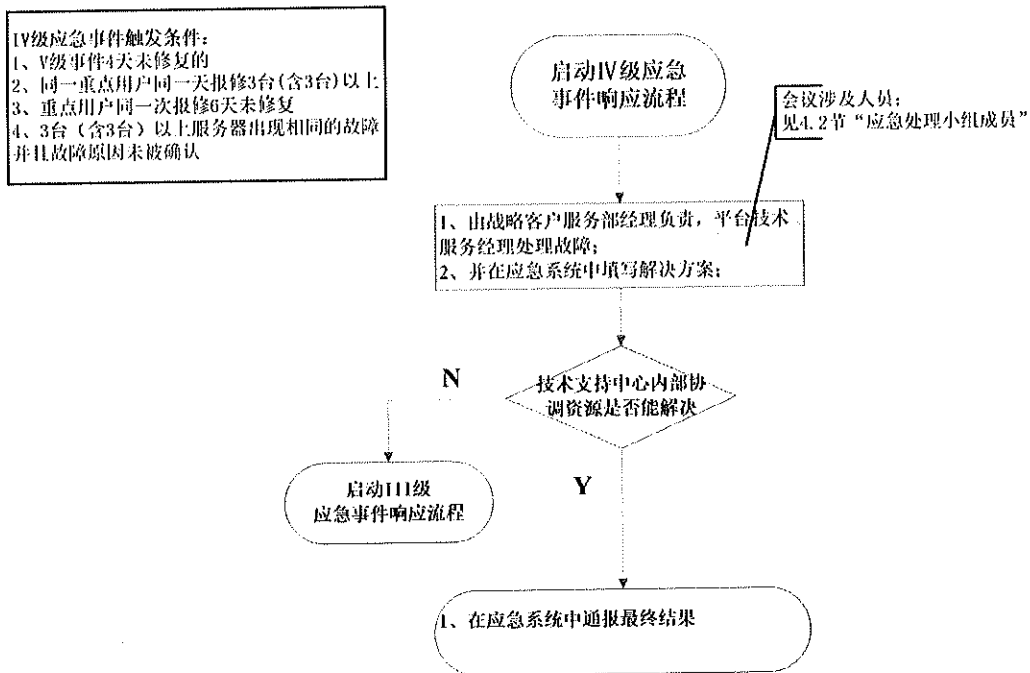 IV级应急事件触发条件：
1、V级事件4天未修复的
2、同一重点用户同一天报修3台(含3台)以上
3、重点用户同一次报修6天未修复
4、3台（含3台）以上服务器出现相同的故障
并且故障原因未被确认
启动IV级应急
事件响应流程
会议涉及人员；
见4.2节“应急处理小组成员”
1、由战略客户服务部经理负责，平台技术
服务经理处理故障；
2、并在应急系统中填写解决方案；
技术支持中心内部协
调资源是否能解决
N
Y
启动III级
应急事件响应流程
1、在应急系统中通报最终结果